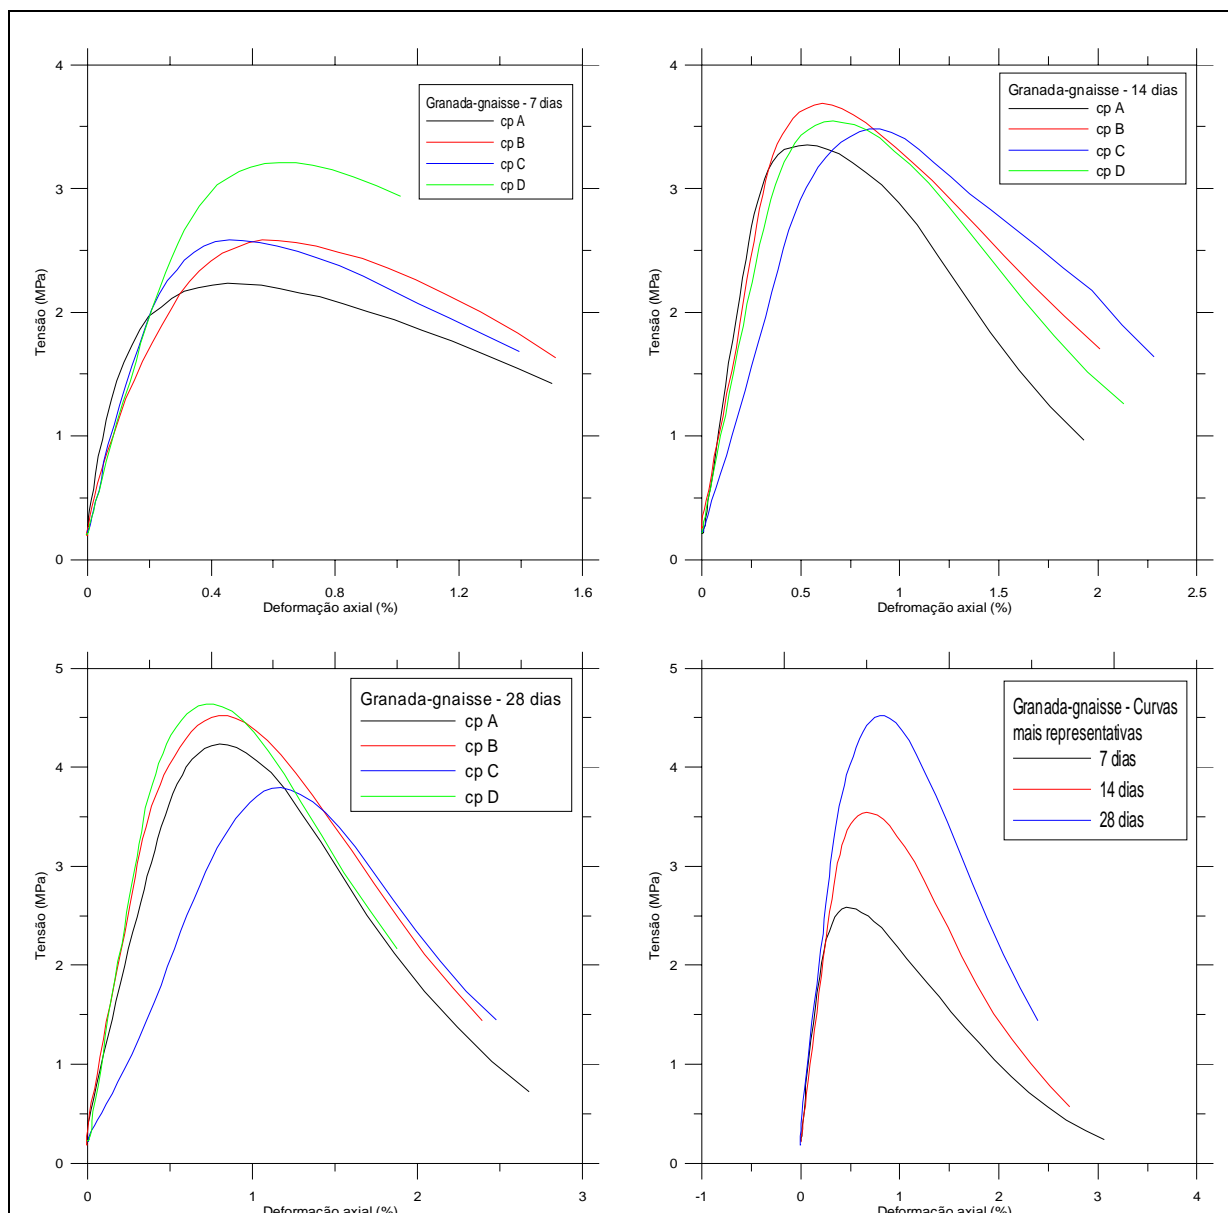 4
3
2
1
0
Tensão (MPa)
Granada-gnaisse - 7 dias
cp A
cp B
cp C
cp D
0
0.4
0.8
1.2
1.6
Deformação axial (%)
4
3
2
1
0
Tensão (MPa)
Granada-gnaisse - 14 dias
cp A
cp B
cp C
cp D
0
0.5
1
1.5
2
2.5
Defromação axial (%)
5
4
3
2
1
0
Tensão (MPa)
Granada-gnaisse - 28 dias
cp A
cp B
cp C
cp D
0
1
2
3
Deformação axial (%)
5
4
3
2
1
0
Tensão (MPa)
Granada-gnaisse - Curvas
mais representativas
7 dias
14 dias
28 dias
-1
0
1
2
3
4
Deformação axial (%)